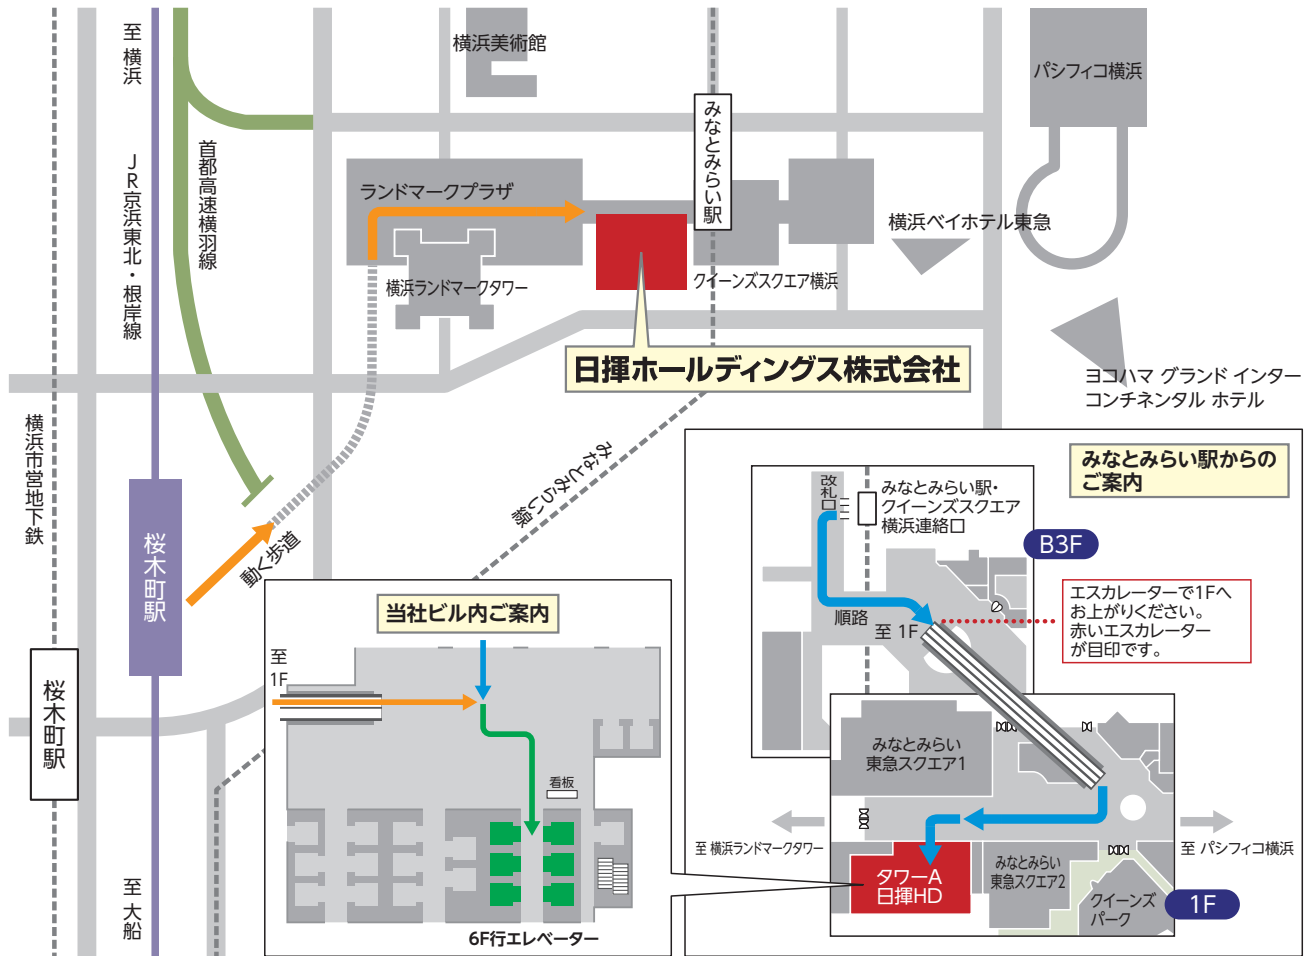 至 横浜
JR京浜東北・根岸線
首都高速横羽線
横浜美術館
パシフィコ横浜
みなとみらい駅
ランドマークプラザ
横浜ランドマークタワー
クイーンズスクエア横浜
横浜ベイホテル東急
日揮ホールディングス株式会社
ヨコハマ グランド インター
コンチネンタル ホテル
横浜市営地下鉄
桜木町駅
桜木町駅
動く歩道
みなとみらい線
至 大船
当社ビル内ご案内
至
1F
看板
6F行エレベーター
みなとみらい駅からの
ご案内
改札口
みなとみらい駅・
クイーンズスクエア
横浜連絡口
B3F
順路
至 1F
エスカレーターで1Fへ
お上がりください。
赤いエスカレーター
が目印です。
みなとみらい
東急スクエア1
至 横浜ランドマークタワー
至 パシフィコ横浜
タワーA
日揮HD
みなとみらい
東急スクエア2
クイーンズ
パーク
1F